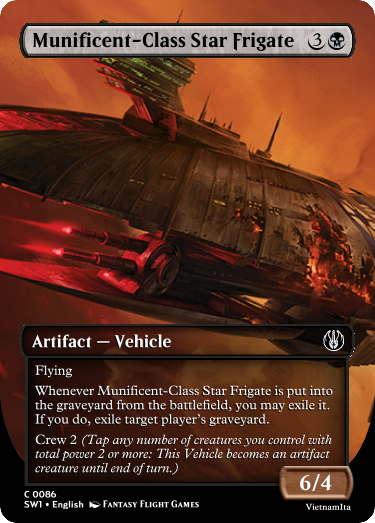 Munificent-Class Star Frigate 3
Artifact — Vehicle
Flying
Whenever Munificent-Class Star Frigate is put into
the graveyard from the battlefield, you may exile it.
If you do, exile target player's graveyard.
Crew 2 (Tap any number of creatures you control with
total power 2 or more: This Vehicle becomes an artifact
creature until end of turn.)
6/4
C 0086
SW1 • English Fantasy Flight Games
VietnamIta